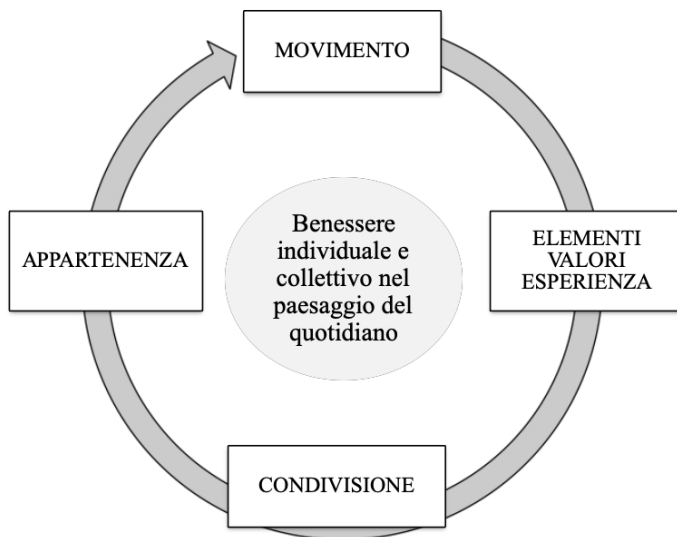 MOVIMENTO
ELEMENTI
VALORI
ESPERIENZA
CONDIVISIONE
APPARTENENZA
Benessere
individuale e
collettivo nel
paesaggio del
quotidiano